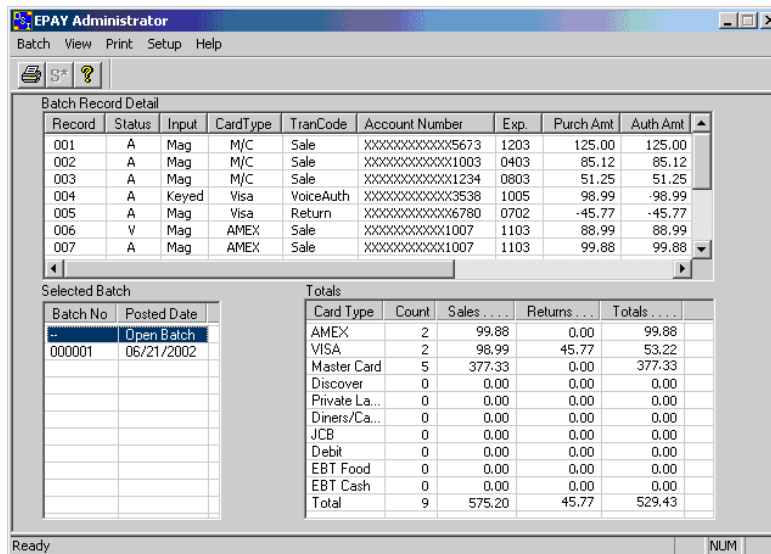 EPAY Administrator
Batch View Print Setup Help
S*
Batch Record Detail
Record Status Input CardType TranCode Account Number Exp. Purch Amt Auth Amt
001 A Mag M/C Sale XXXXXXXXXXXX5673 1203 125.00 125.00
002 A Mag M/C Sale XXXXXXXXXXXX1003 0403 85.12 85.12
003 A Mag M/C Sale XXXXXXXXXXXX1234 0803 51.25 51.25
004 A Keyed Visa VoiceAuth XXXXXXXXXXXX3538 1005 98.99 -98.99
005 A Mag Visa Return XXXXXXXXXXXX6780 0702 -45.77 -45.77
006 V Mag AMEX Sale XXXXXXXXXXX1007 1103 88.99 88.99
007 A Mag AMEX Sale XXXXXXXXXXX1007 1103 99.88 99.88
Selected Batch
Batch No Posted Date
-- Open Batch
000001 06/21/2002
Totals
Card Type Count Sales . . . . Returns . . . Totals . . . .
AMEX 2 99.88 0.00 99.88
VISA 2 98.99 45.77 53.22
Master Card 5 377.33 0.00 377.33
Discover 0 0.00 0.00 0.00
Private La... 0 0.00 0.00 0.00
Diners/Ca... 0 0.00 0.00 0.00
JCB 0 0.00 0.00 0.00
Debit 0 0.00 0.00 0.00
EBT Food 0 0.00 0.00 0.00
EBT Cash 0 0.00 0.00 0.00
Total 9 575.20 45.77 529.43
Ready NUM